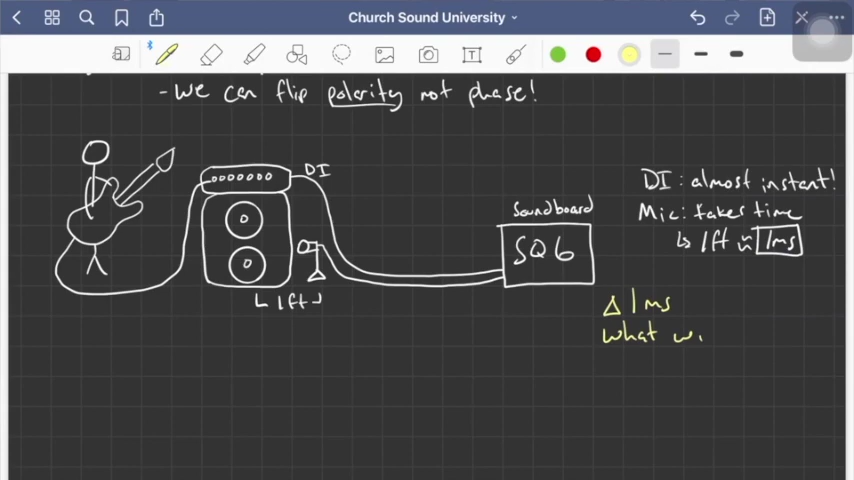 Church Sound University
- we can flip polarity not phase!
DI
DI: almost instant!
Mic: takes time
↳ 1ft ≈ 1ms
Soundboard
SQ6
1ft
Δ 1ms
what w